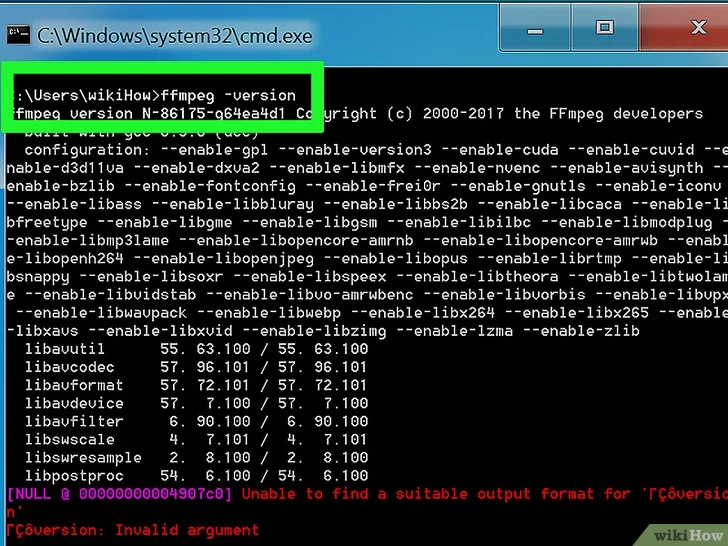 C:\Windows\system32\cmd.exe
:\Users\wikiHow>ffmpeg -version
ffmpeg version N-86175-g64ea4d1 Copyright (c) 2000-2017 the FFmpeg developers
built with gcc
configuration: --enable-gpl --enable-version3 --enable-cuda --enable-cuvid --e
nable-d3d11va --enable-dxva2 --enable-libmfx --enable-nvenc --enable-avisynth --
enable-bzlib --enable-fontconfig --enable-frei0r --enable-gnutls --enable-iconv
--enable-libass --enable-libbluray --enable-libbs2b --enable-libcaca --enable-li
bfreetype --enable-libgme --enable-libgsm --enable-libilbc --enable-libmodplug -
-enable-libmp3lame --enable-libopencore-amrnb --enable-libopencore-amrwb --enabl
e-libopenh264 --enable-libopenjpeg --enable-libopus --enable-librtmp --enable-li
bsnappy --enable-libsoxr --enable-libspeex --enable-libtheora --enable-libtwolam
e --enable-libvidstab --enable-libvo-amrwbenc --enable-libvorbis --enable-libvpx
--enable-libwavpack --enable-libwebp --enable-libx264 --enable-libx265 --enable
-libxavs --enable-libxvid --enable-libzimg --enable-lzma --enable-zlib
libavutil 55. 63.100 / 55. 63.100
libavcodec 57. 96.101 / 57. 96.101
libavformat 57. 72.101 / 57. 72.101
libavdevice 57. 7.100 / 57. 7.100
libavfilter 6. 90.100 / 6. 90.100
libswscale 4. 7.101 / 4. 7.101
libswresample 2. 8.100 / 2. 8.100
libpostproc 54. 6.100 / 54. 6.100
[NULL @ 00000000004907c0] Unable to find a suitable output format for 'ΓÇôversio
n'
ΓÇôversion: Invalid argument
wikiHow